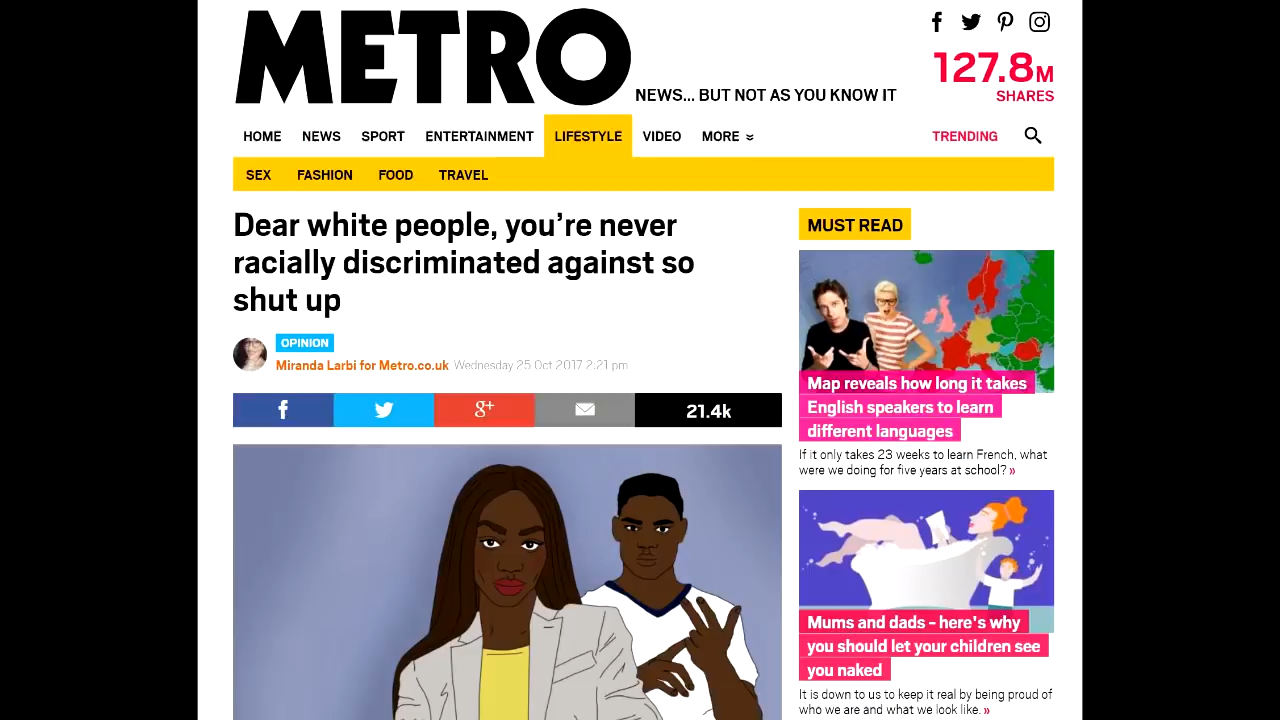 METRO
NEWS... BUT NOT AS YOU KNOW IT
127.8M
SHARES
HOME NEWS SPORT ENTERTAINMENT LIFESTYLE VIDEO MORE TRENDING
SEX FASHION FOOD TRAVEL
Dear white people, you're never
racially discriminated against so
shut up
OPINION
Miranda Larbi for Metro.co.uk Wednesday 25 Oct 2017 2:21 pm
21.4k
MUST READ
Map reveals how long it takes
English speakers to learn
different languages
If it only takes 23 weeks to learn French, what
were we doing for five years at school? »
Mums and dads - here's why
you should let your children see
you naked
It is down to us to keep it real by being proud of
who we are and what we look like. »